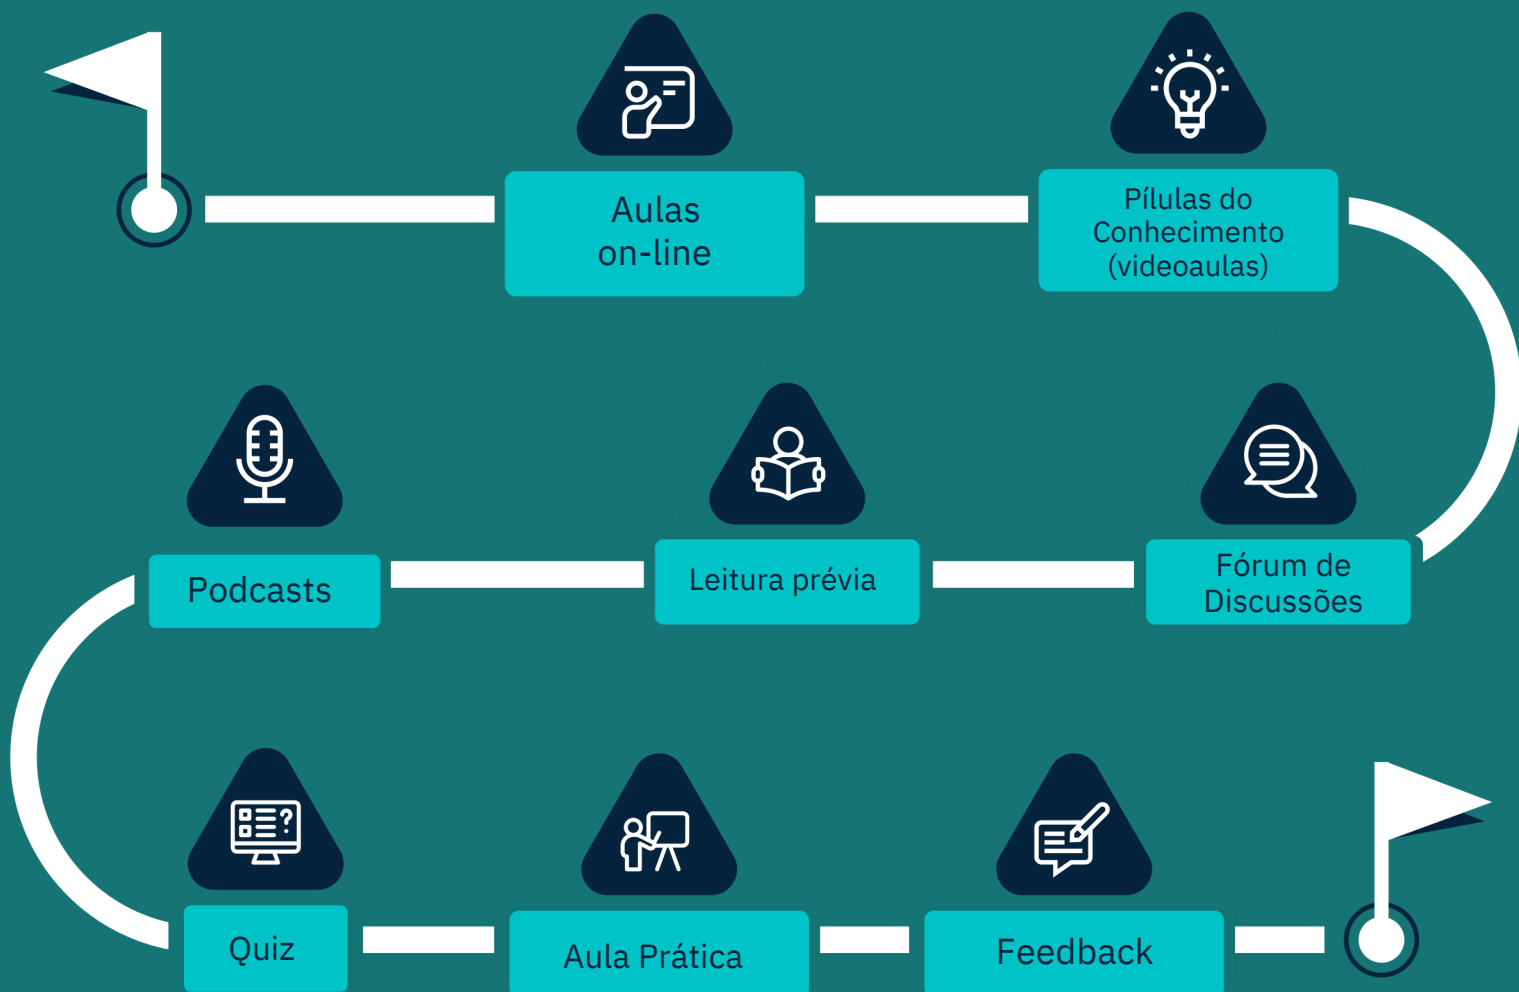 Aulas
on-line
Pílulas do
Conhecimento
(videoaulas)
Podcasts
Leitura prévia
Fórum de
Discussões
Quiz
Aula Prática
Feedback